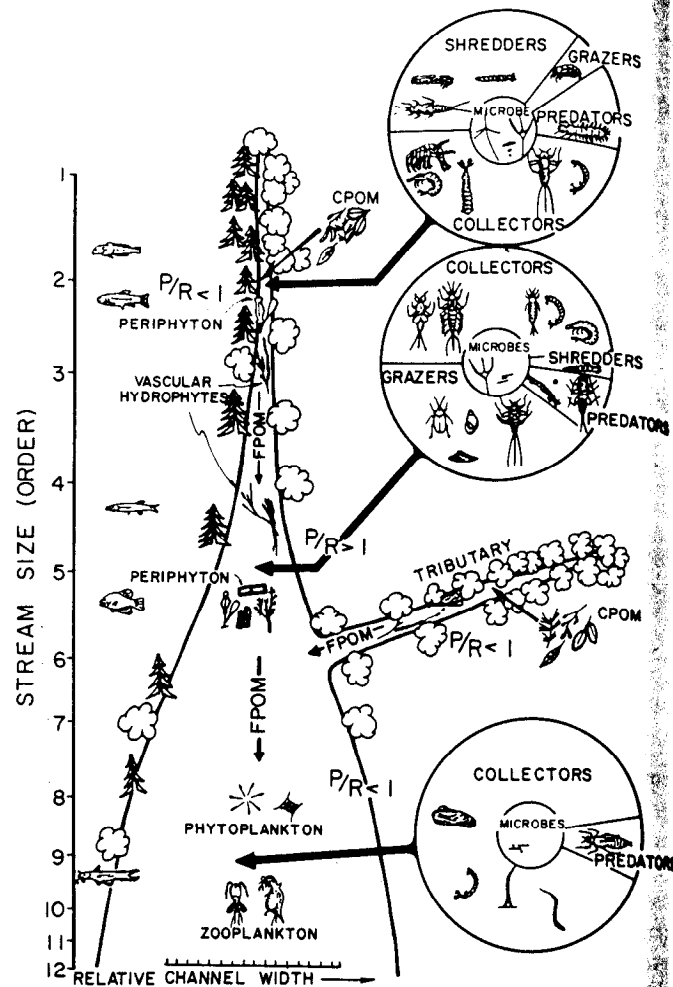 SHREDDERS
GRAZERS
MICROBE
PREDATORS
COLLECTORS
1
CPOM
2
P/R < 1
PERIPHYTON
COLLECTORS
MICROBES
SHREDDERS
GRAZERS
PREDATORS
3
VASCULAR
HYDROPHYTES
FPOM
4
P/R > 1
5
PERIPHYTON
TRIBUTARY
CPOM
FPOM
P/R < 1
6
FPOM
7
P/R < 1
8
PHYTOPLANKTON
COLLECTORS
MICROBES
PREDATORS
9
10
ZOOPLANKTON
11
12
STREAM SIZE (ORDER)
RELATIVE CHANNEL WIDTH